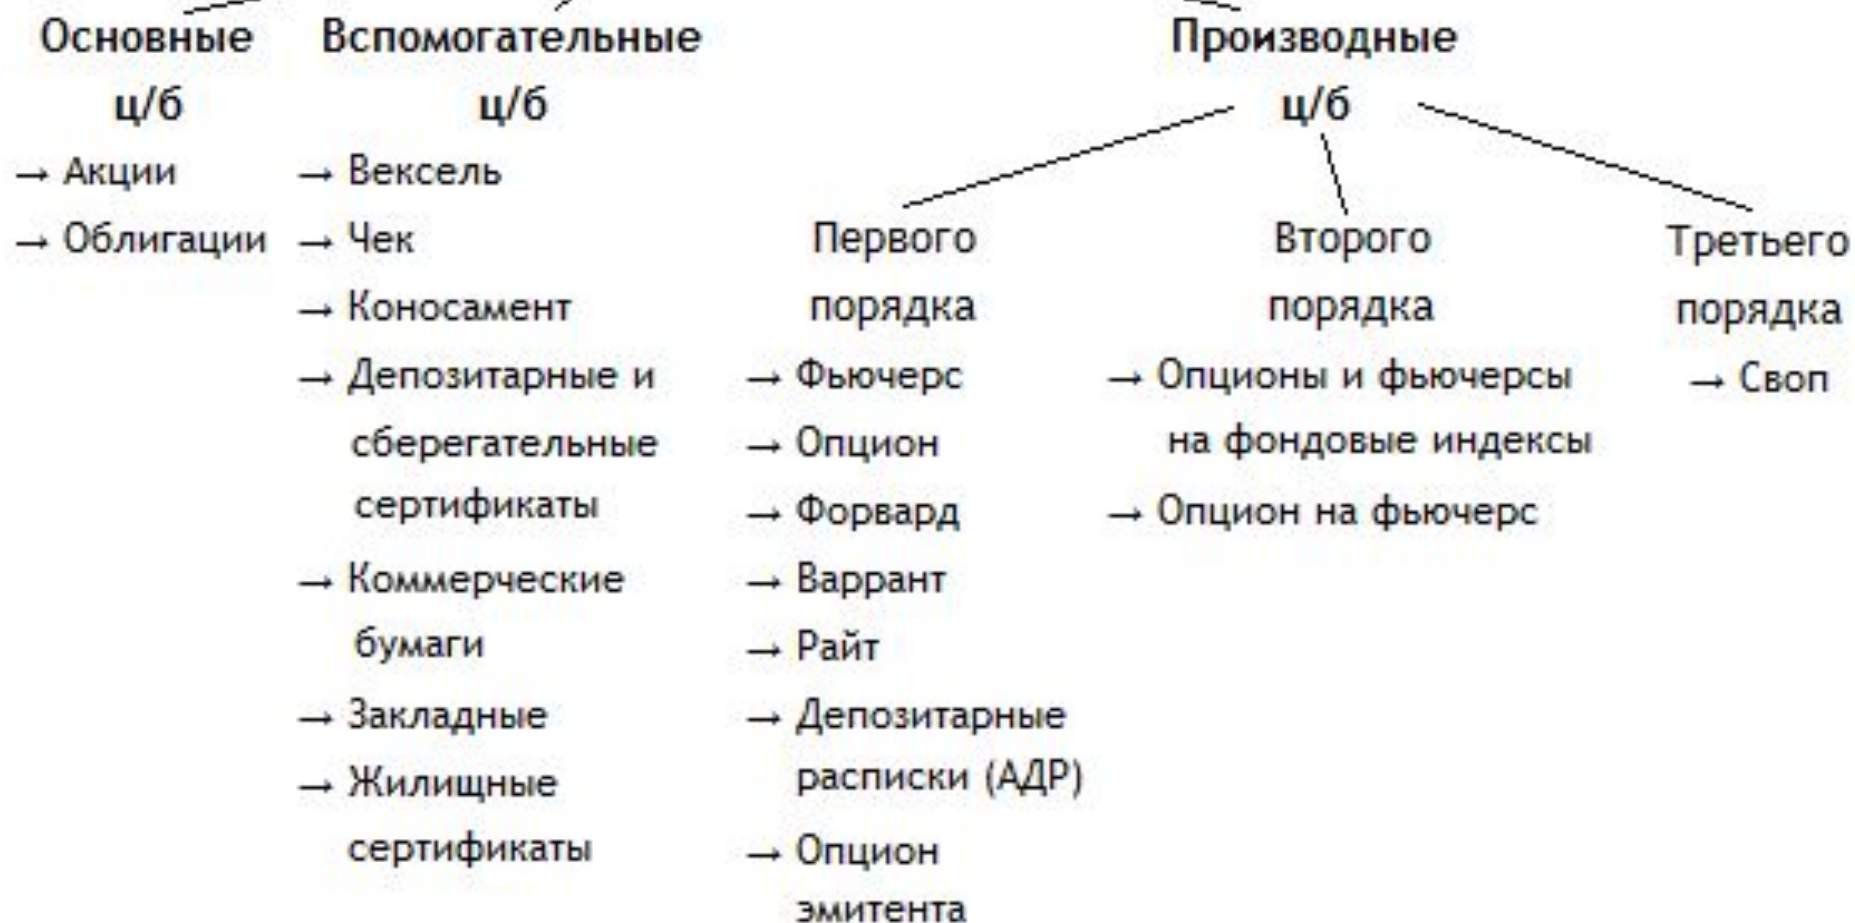 Основные
ц/б
→ Акции
→ Облигации
Вспомогательные
ц/б
→ Вексель
→ Чек
→ Коносамент
→ Депозитарные и
сберегательные
сертификаты
→ Коммерческие
бумаги
→ Закладные
→ Жилищные
сертификаты
Производные
ц/б
Первого
порядка
→ Фьючерс
→ Опцион
→ Форвард
→ Варрант
→ Райт
→ Депозитарные
расписки (АДР)
→ Опцион
эмитента
Второго
порядка
→ Опционы и фьючерсы
на фондовые индексы
→ Опцион на фьючерс
Третьего
порядка
→ Своп